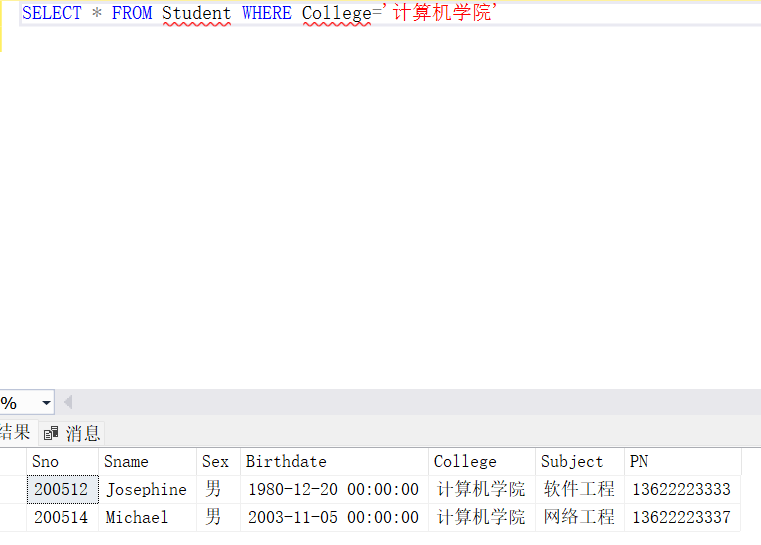 SELECT * FROM Student WHERE College='计算机学院'
%
结果 消息
Sno Sname Sex Birthdate College Subject PN
200512 Josephine 男 1980-12-20 00:00:00 计算机学院 软件工程 13622223333
200514 Michael 男 2003-11-05 00:00:00 计算机学院 网络工程 13622223337